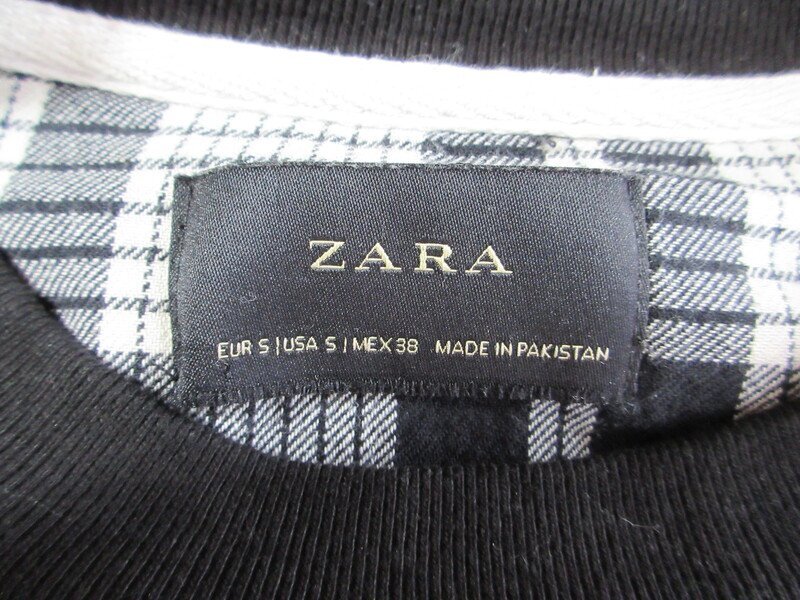 ZARA
EUR S | USA S | MEX 38 MADE IN PAKISTAN